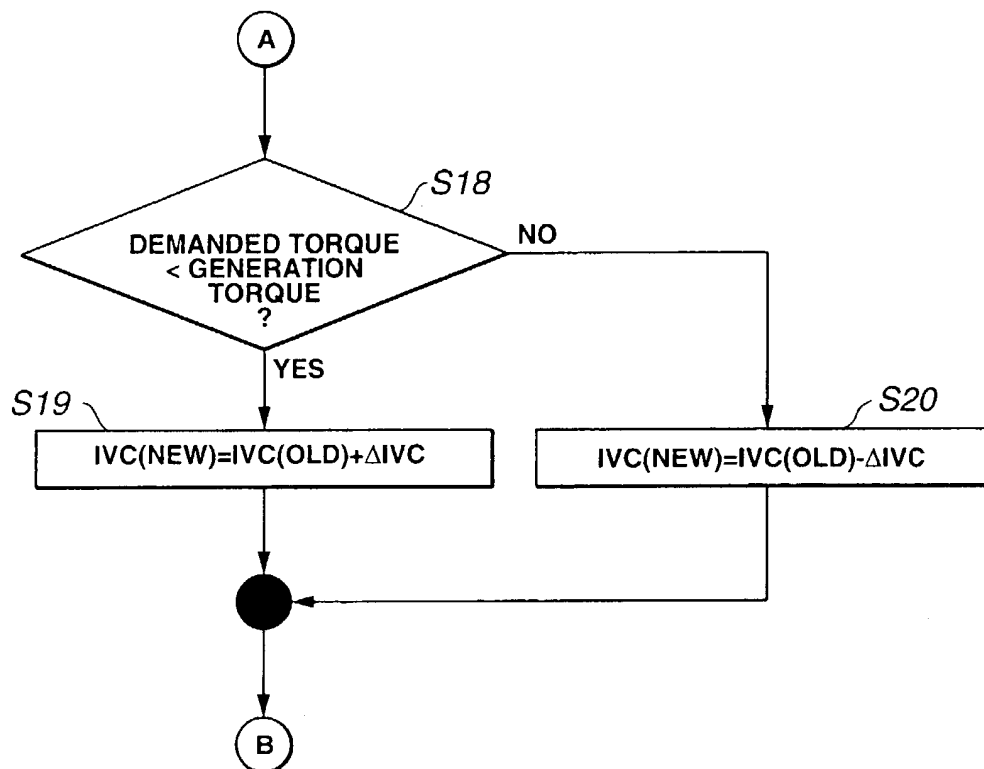 A
S18
DEMANDED TORQUE
< GENERATION
TORQUE
?
NO
YES
S19
IVC(NEW)=IVC(OLD)+ΔIVC
S20
IVC(NEW)=IVC(OLD)-ΔIVC
B